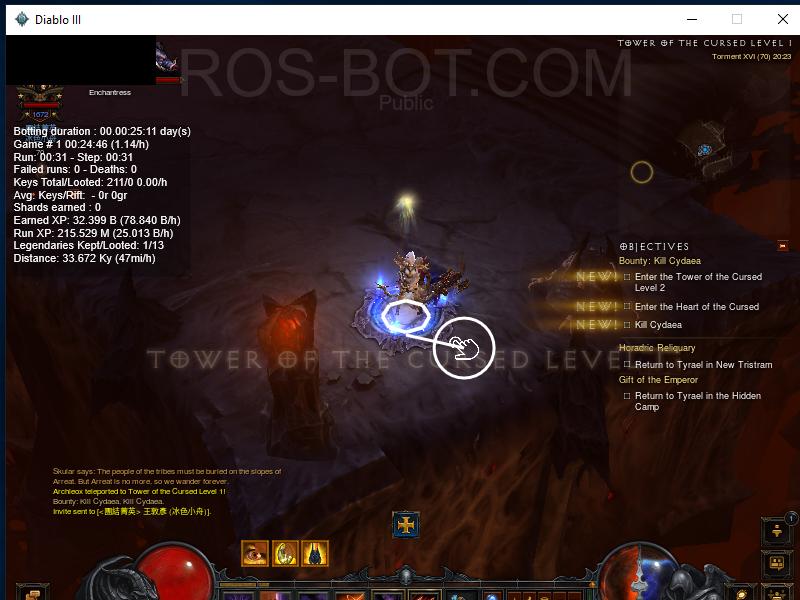 Diablo III
TOWER OF THE CURSED LEVEL 1
Torment XVI (70) 20:23
ROS-BOT.COM
Public
Enchantress
1672
Botting duration : 00.00:25:11 day(s)
Game # 1 00:24:46 (1.14/h)
Run: 00:31 - Step: 00:31
Failed runs: 0 - Deaths: 0
Keys Total/Looted: 211/0 0.00/h
Avg: Keys/Rift: - 0r 0gr
Shards earned : 0
Earned XP: 32.399 B (78.840 B/h)
Run XP: 215.529 M (25.013 B/h)
Legendaries Kept/Looted: 1/13
Distance: 33.672 Ky (47mi/h)
OBJECTIVES
Bounty: Kill Cydaea
NEW! Enter the Tower of the Cursed
Level 2
NEW! Enter the Heart of the Cursed
NEW! Kill Cydaea
Horadric Reliquary
Return to Tyrael in New Tristram
Gift of the Emperor
Return to Tyrael in the Hidden
Camp
TOWER OF THE CURSED LEVE
Skular says: The people of the tribes must be buried on the slopes of
Arreat. But Arreat is no more, so we wander forever.
Archleox teleported to Tower of the Cursed Level 1!
Bounty: Kill Cydaea. Kill Cydaea.
Invite sent to [<團結菁英> 王敦彥 (冰色小舟)].
1